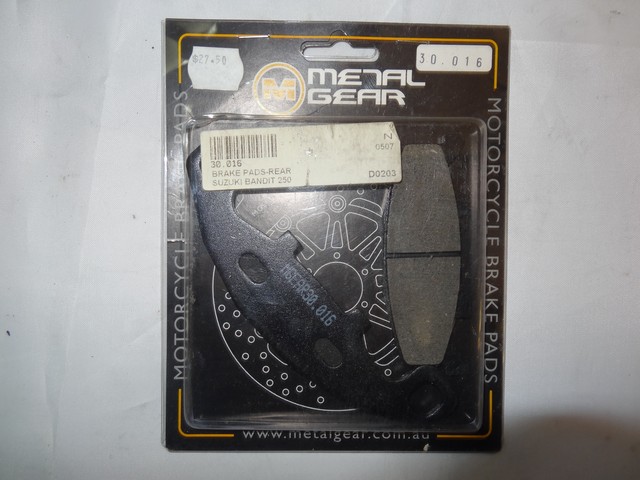 $27.90
30.016
M
METAL
GEAR
MOTORCYCLE BRAKE PADS
30.016
BRAKE PADS-REAR
SUZUKI BANDIT 250
Z
0507
D0203
30.016
MOTORCYCLE BRAKE PADS
www.metalgear.com.au